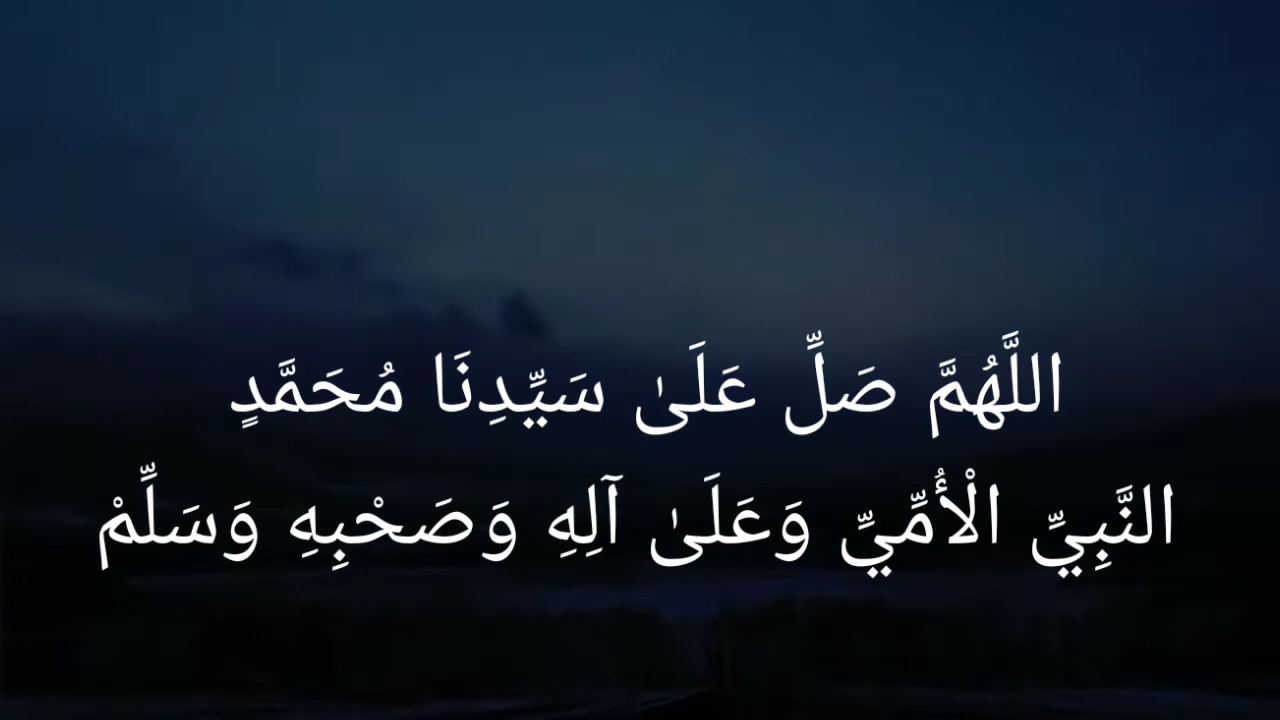 اللَّهُمَّ صَلِّ عَلَىٰ سَيِّدِنَا مُحَمَّدٍ
النَّبِيِّ الْأُمِّيِّ وَعَلَىٰ آلِهِ وَصَحْبِهِ وَسَلِّمْ